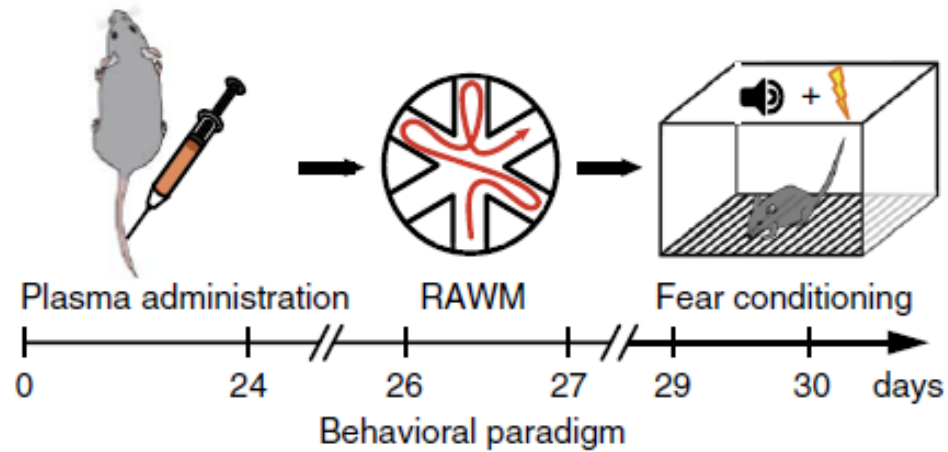 Plasma administration RAWM Fear conditioning
0 24 26 27 29 30 days
Behavioral paradigm
+